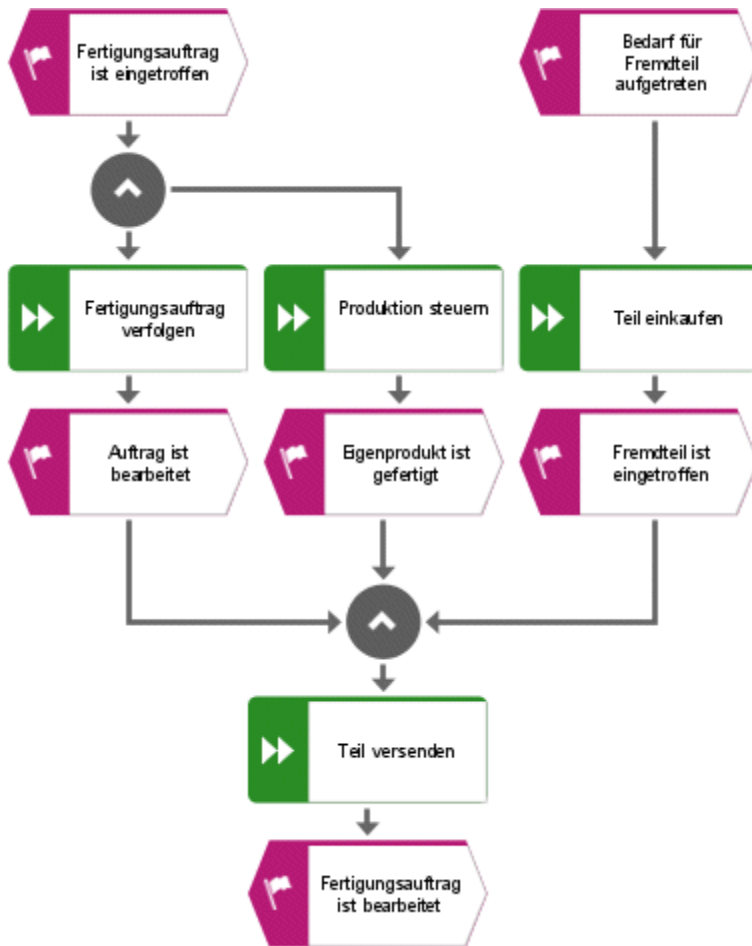 Fertigungsauftrag
ist eingetroffen
Bedarf für
Fremdteil
aufgetreten
Fertigungsauftrag
verfolgen
Produktion steuern
Teil einkaufen
Auftrag ist
bearbeitet
Eigenprodukt ist
gefertigt
Fremdteil ist
eingetroffen
Teil versenden
Fertigungsauftrag
ist bearbeitet